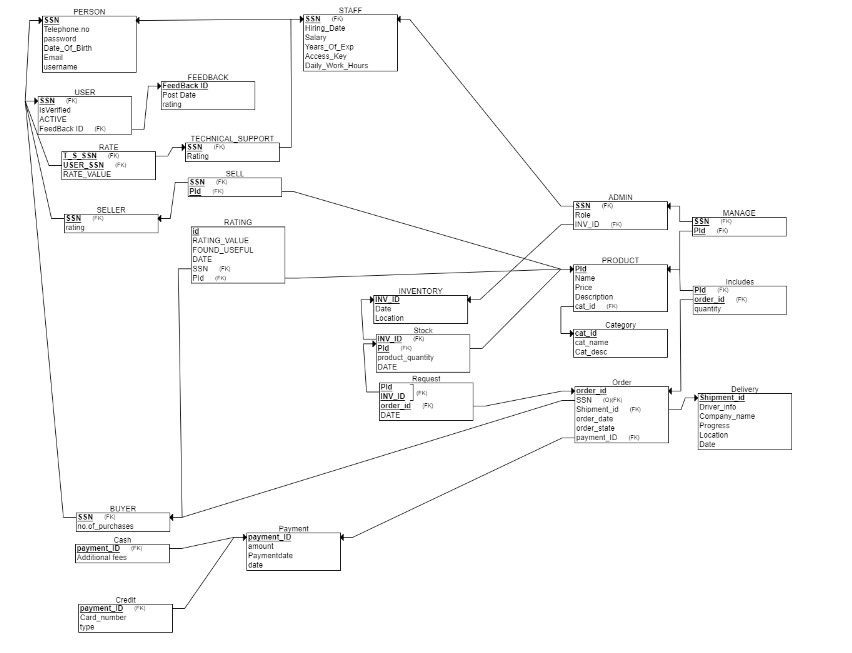 PERSON
SSN
Telephone.no
password
Date_Of_Birth
Email
username
STAFF
SSN (FK)
Hiring_Date
Salary
Years_Of_Exp
Access_Key
Daily_Work_Hours
FEEDBACK
FeedBack ID
Post Date
rating
USER
SSN (FK)
IsVerified
ACTIVE
FeedBack ID (FK)
TECHNICAL_SUPPORT
SSN (FK)
Rating
RATE
T_S_SSN (FK)
USER_SSN (FK)
RATE_VALUE
SELL
SSN (FK)
PId (FK)
SELLER
SSN (FK)
rating
RATING
id
RATING_VALUE
FOUND_USEFUL
DATE
SSN (FK)
PId (FK)
ADMIN
SSN (FK)
Role
INV_ID (FK)
MANAGE
SSN (FK)
PId (FK)
PRODUCT
PId
Name
Price
Description
cat_id (FK)
Includes
PId (FK)
order_id (FK)
quantity
INVENTORY
INV_ID
Date
Location
Category
cat_id
cat_name
Cat_desc
Stock
INV_ID (FK)
PId (FK)
product_quantity
DATE
Request
PId
INV_ID (FK)
order_id (FK)
DATE
Order
order_id
SSN (O)(FK)
Shipment_id (FK)
order_date
order_state
payment_ID (FK)
Delivery
Shipment_id
Driver_info
Company_name
Progress
Location
Date
BUYER
SSN (FK)
no.of_purchases
Cash
payment_ID (FK)
Additional fees
Payment
payment_ID
amount
Paymentdate
date
Credit
payment_ID (FK)
Card_number
type